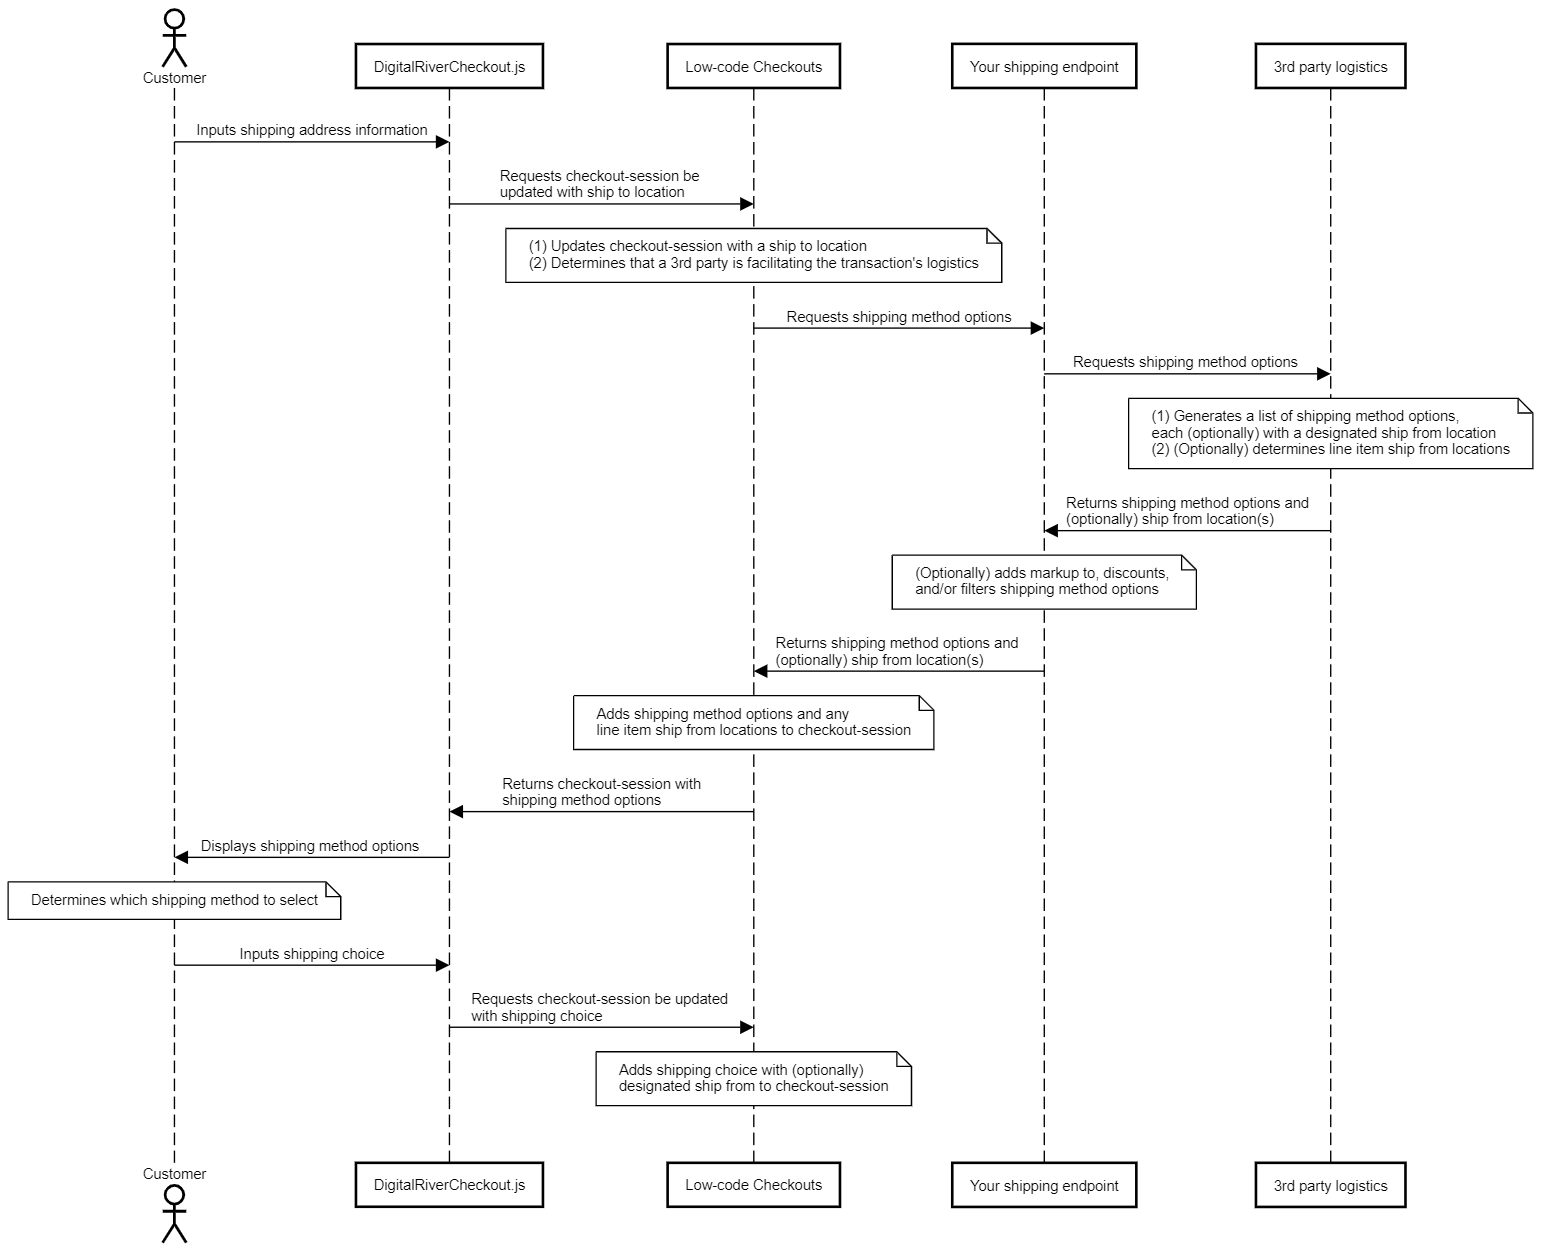 Customer
DigitalRiverCheckout.js
Low-code Checkouts
Your shipping endpoint
3rd party logistics
Inputs shipping address information
Requests checkout-session be
updated with ship to location
(1) Updates checkout-session with a ship to location
(2) Determines that a 3rd party is facilitating the transaction's logistics
Requests shipping method options
Requests shipping method options
(1) Generates a list of shipping method options,
each (optionally) with a designated ship from location
(2) (Optionally) determines line item ship from locations
Returns shipping method options and
(optionally) ship from location(s)
(Optionally) adds markup to, discounts,
and/or filters shipping method options
Returns shipping method options and
(optionally) ship from location(s)
Adds shipping method options and any
line item ship from locations to checkout-session
Returns checkout-session with
shipping method options
Displays shipping method options
Determines which shipping method to select
Inputs shipping choice
Requests checkout-session be updated
with shipping choice
Adds shipping choice with (optionally)
designated ship from to checkout-session
Customer
DigitalRiverCheckout.js
Low-code Checkouts
Your shipping endpoint
3rd party logistics